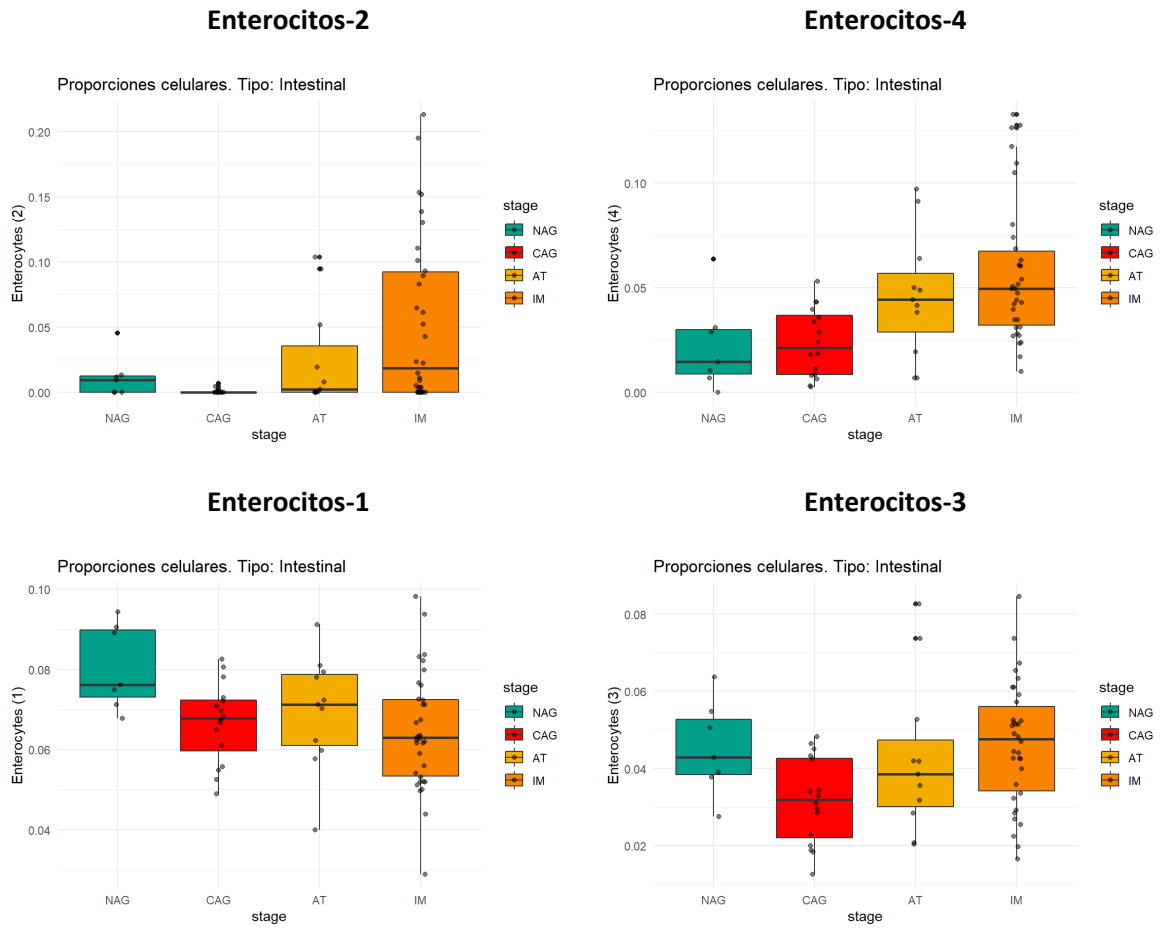 Enterocitos-2
Proporciones celulares. Tipo: Intestinal
Enterocytes (2)
0.20
0.15
0.10
0.05
0.00
NAG CAG AT IM
stage
stage
NAG
CAG
AT
IM
Enterocitos-4
Proporciones celulares. Tipo: Intestinal
Enterocytes (4)
0.10
0.05
0.00
NAG CAG AT IM
stage
stage
NAG
CAG
AT
IM
Enterocitos-1
Proporciones celulares. Tipo: Intestinal
Enterocytes (1)
0.10
0.08
0.06
0.04
NAG CAG AT IM
stage
stage
NAG
CAG
AT
IM
Enterocitos-3
Proporciones celulares. Tipo: Intestinal
Enterocytes (3)
0.08
0.06
0.04
0.02
NAG CAG AT IM
stage
stage
NAG
CAG
AT
IM